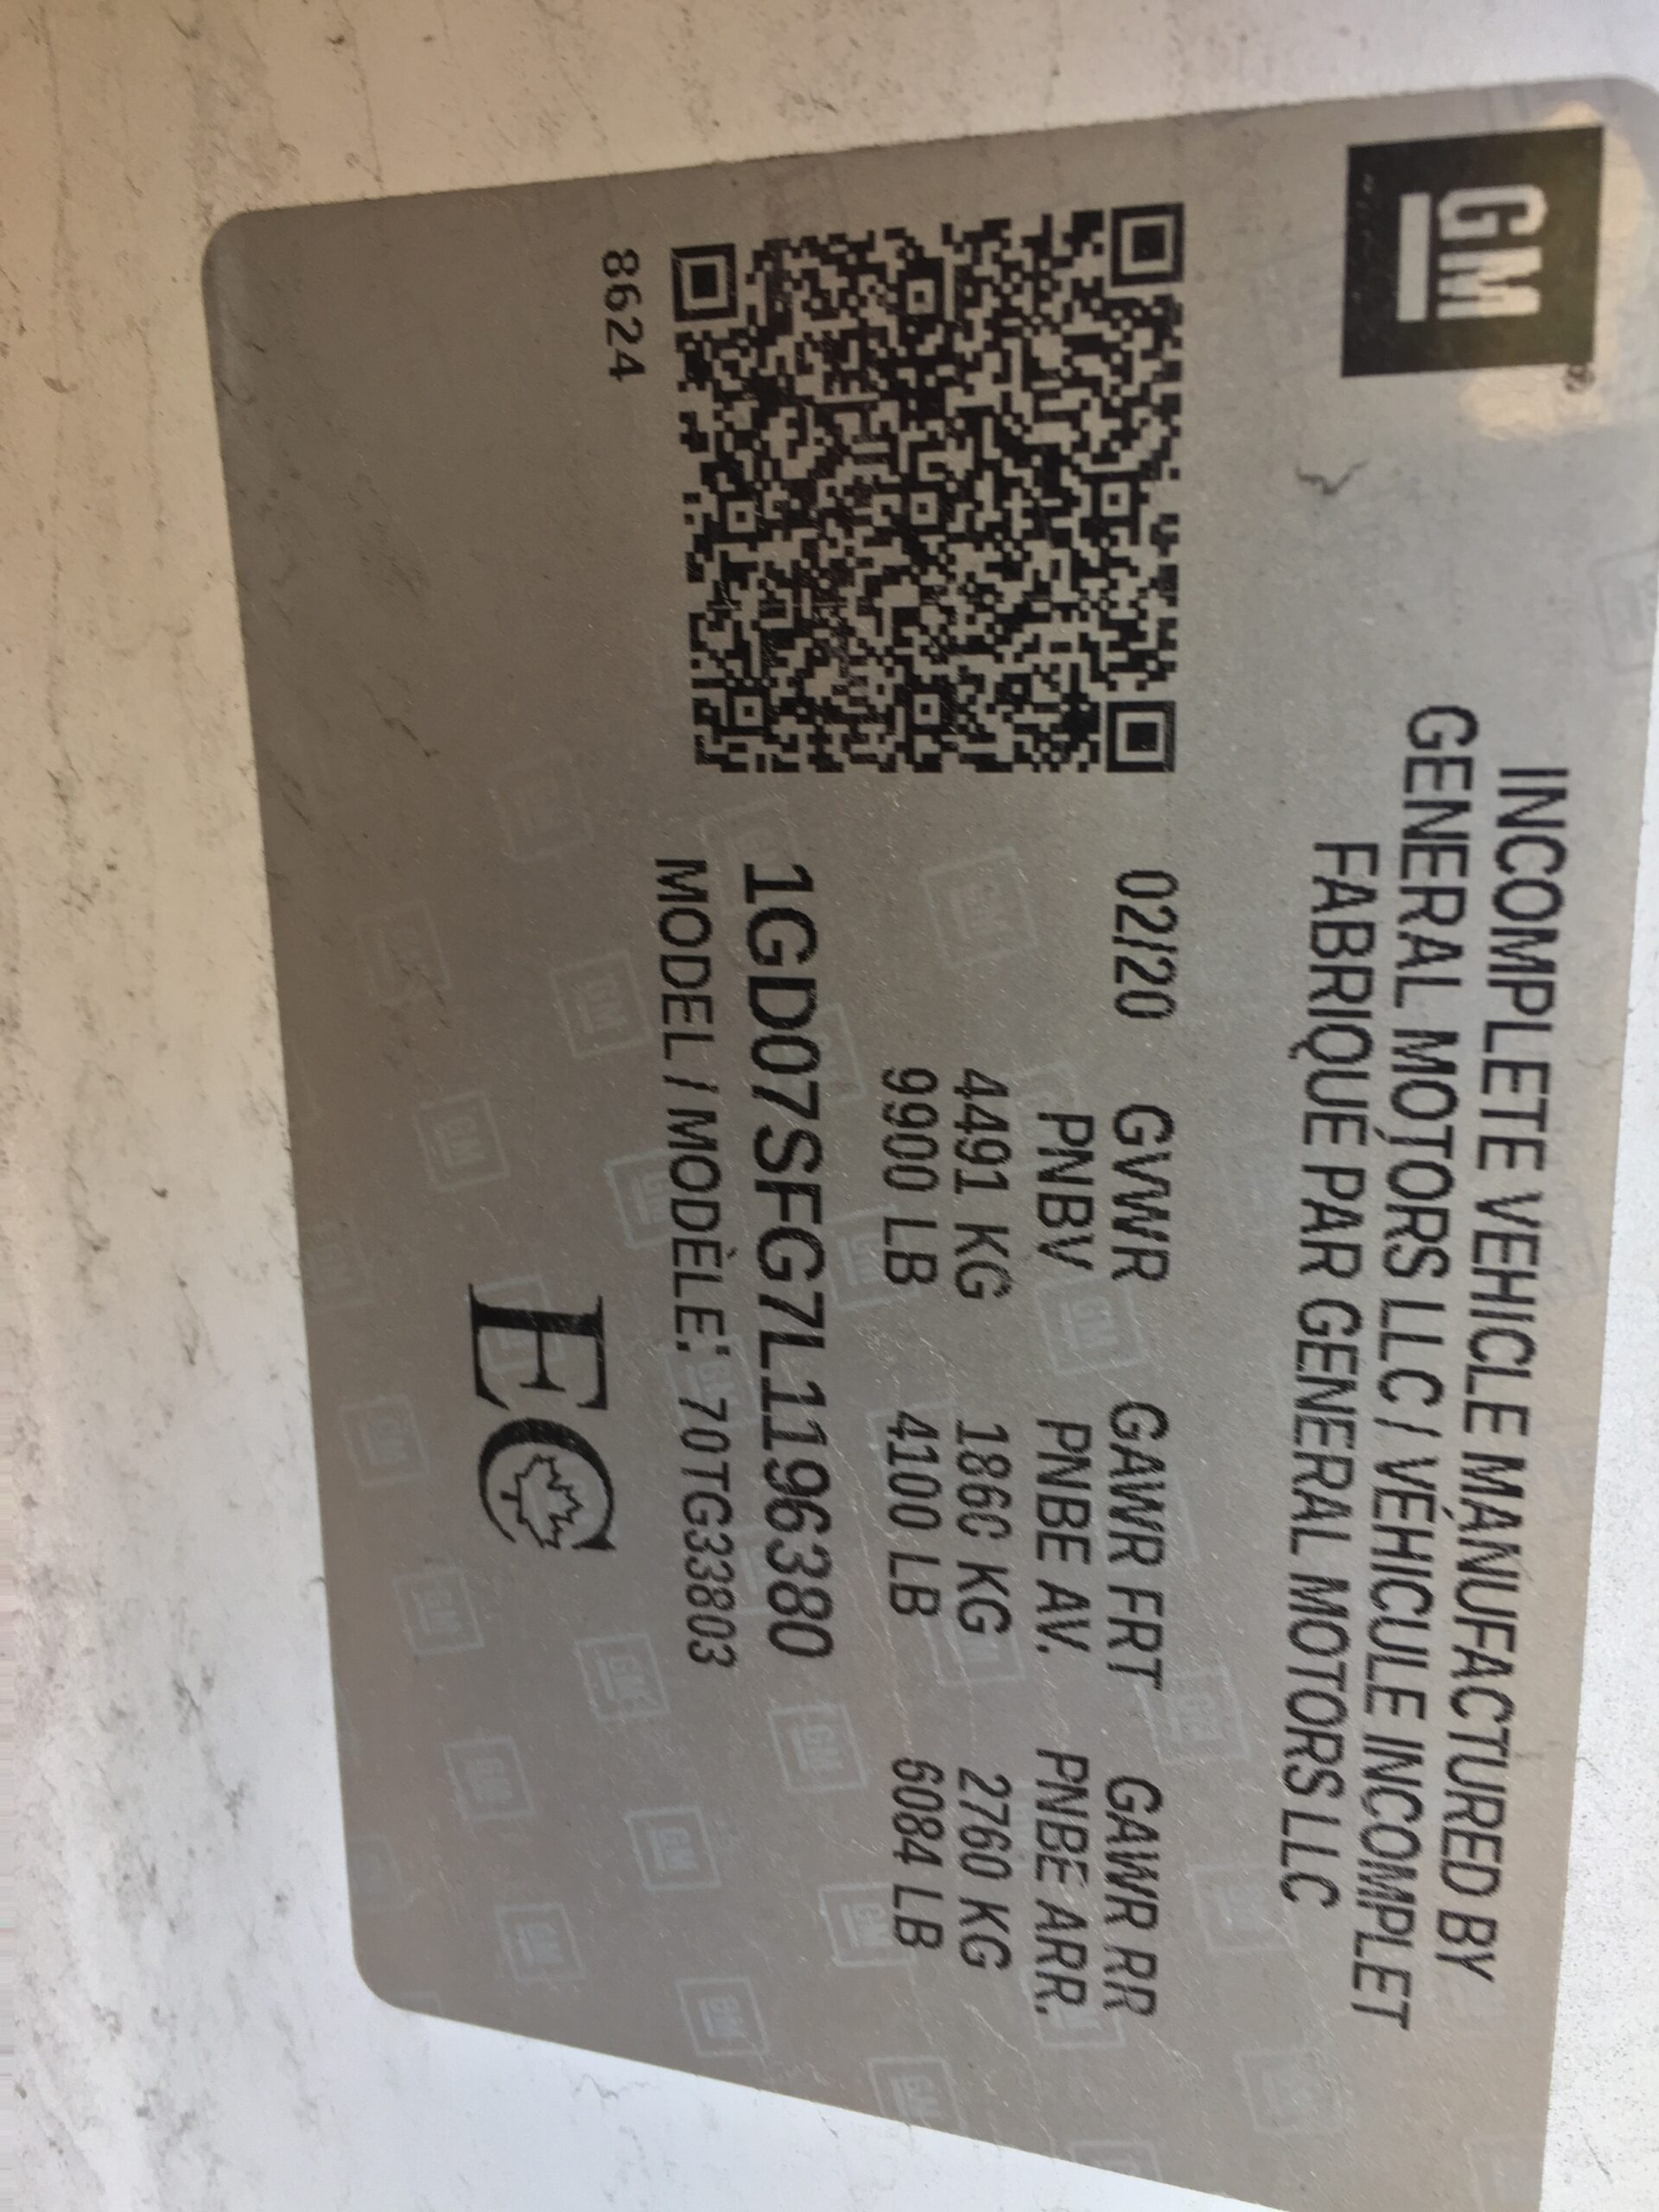 GM
INCOMPLETE VEHICLE MANUFACTURED BY
GENERAL MOTORS LLC / VÉHICULE INCOMPLET
FABRIQUE PAR GENERAL MOTORS LLC
02/20 GVWR GAWR FRT GAWR RR
PNBV PNBE AV. PNBE ARR.
4491 KG 1860 KG 2760 KG
9900 LB 4100 LB 6084 LB
1GD07SFG7L1196380
MODEL / MODÈLE: 70TG33803
8624
EC